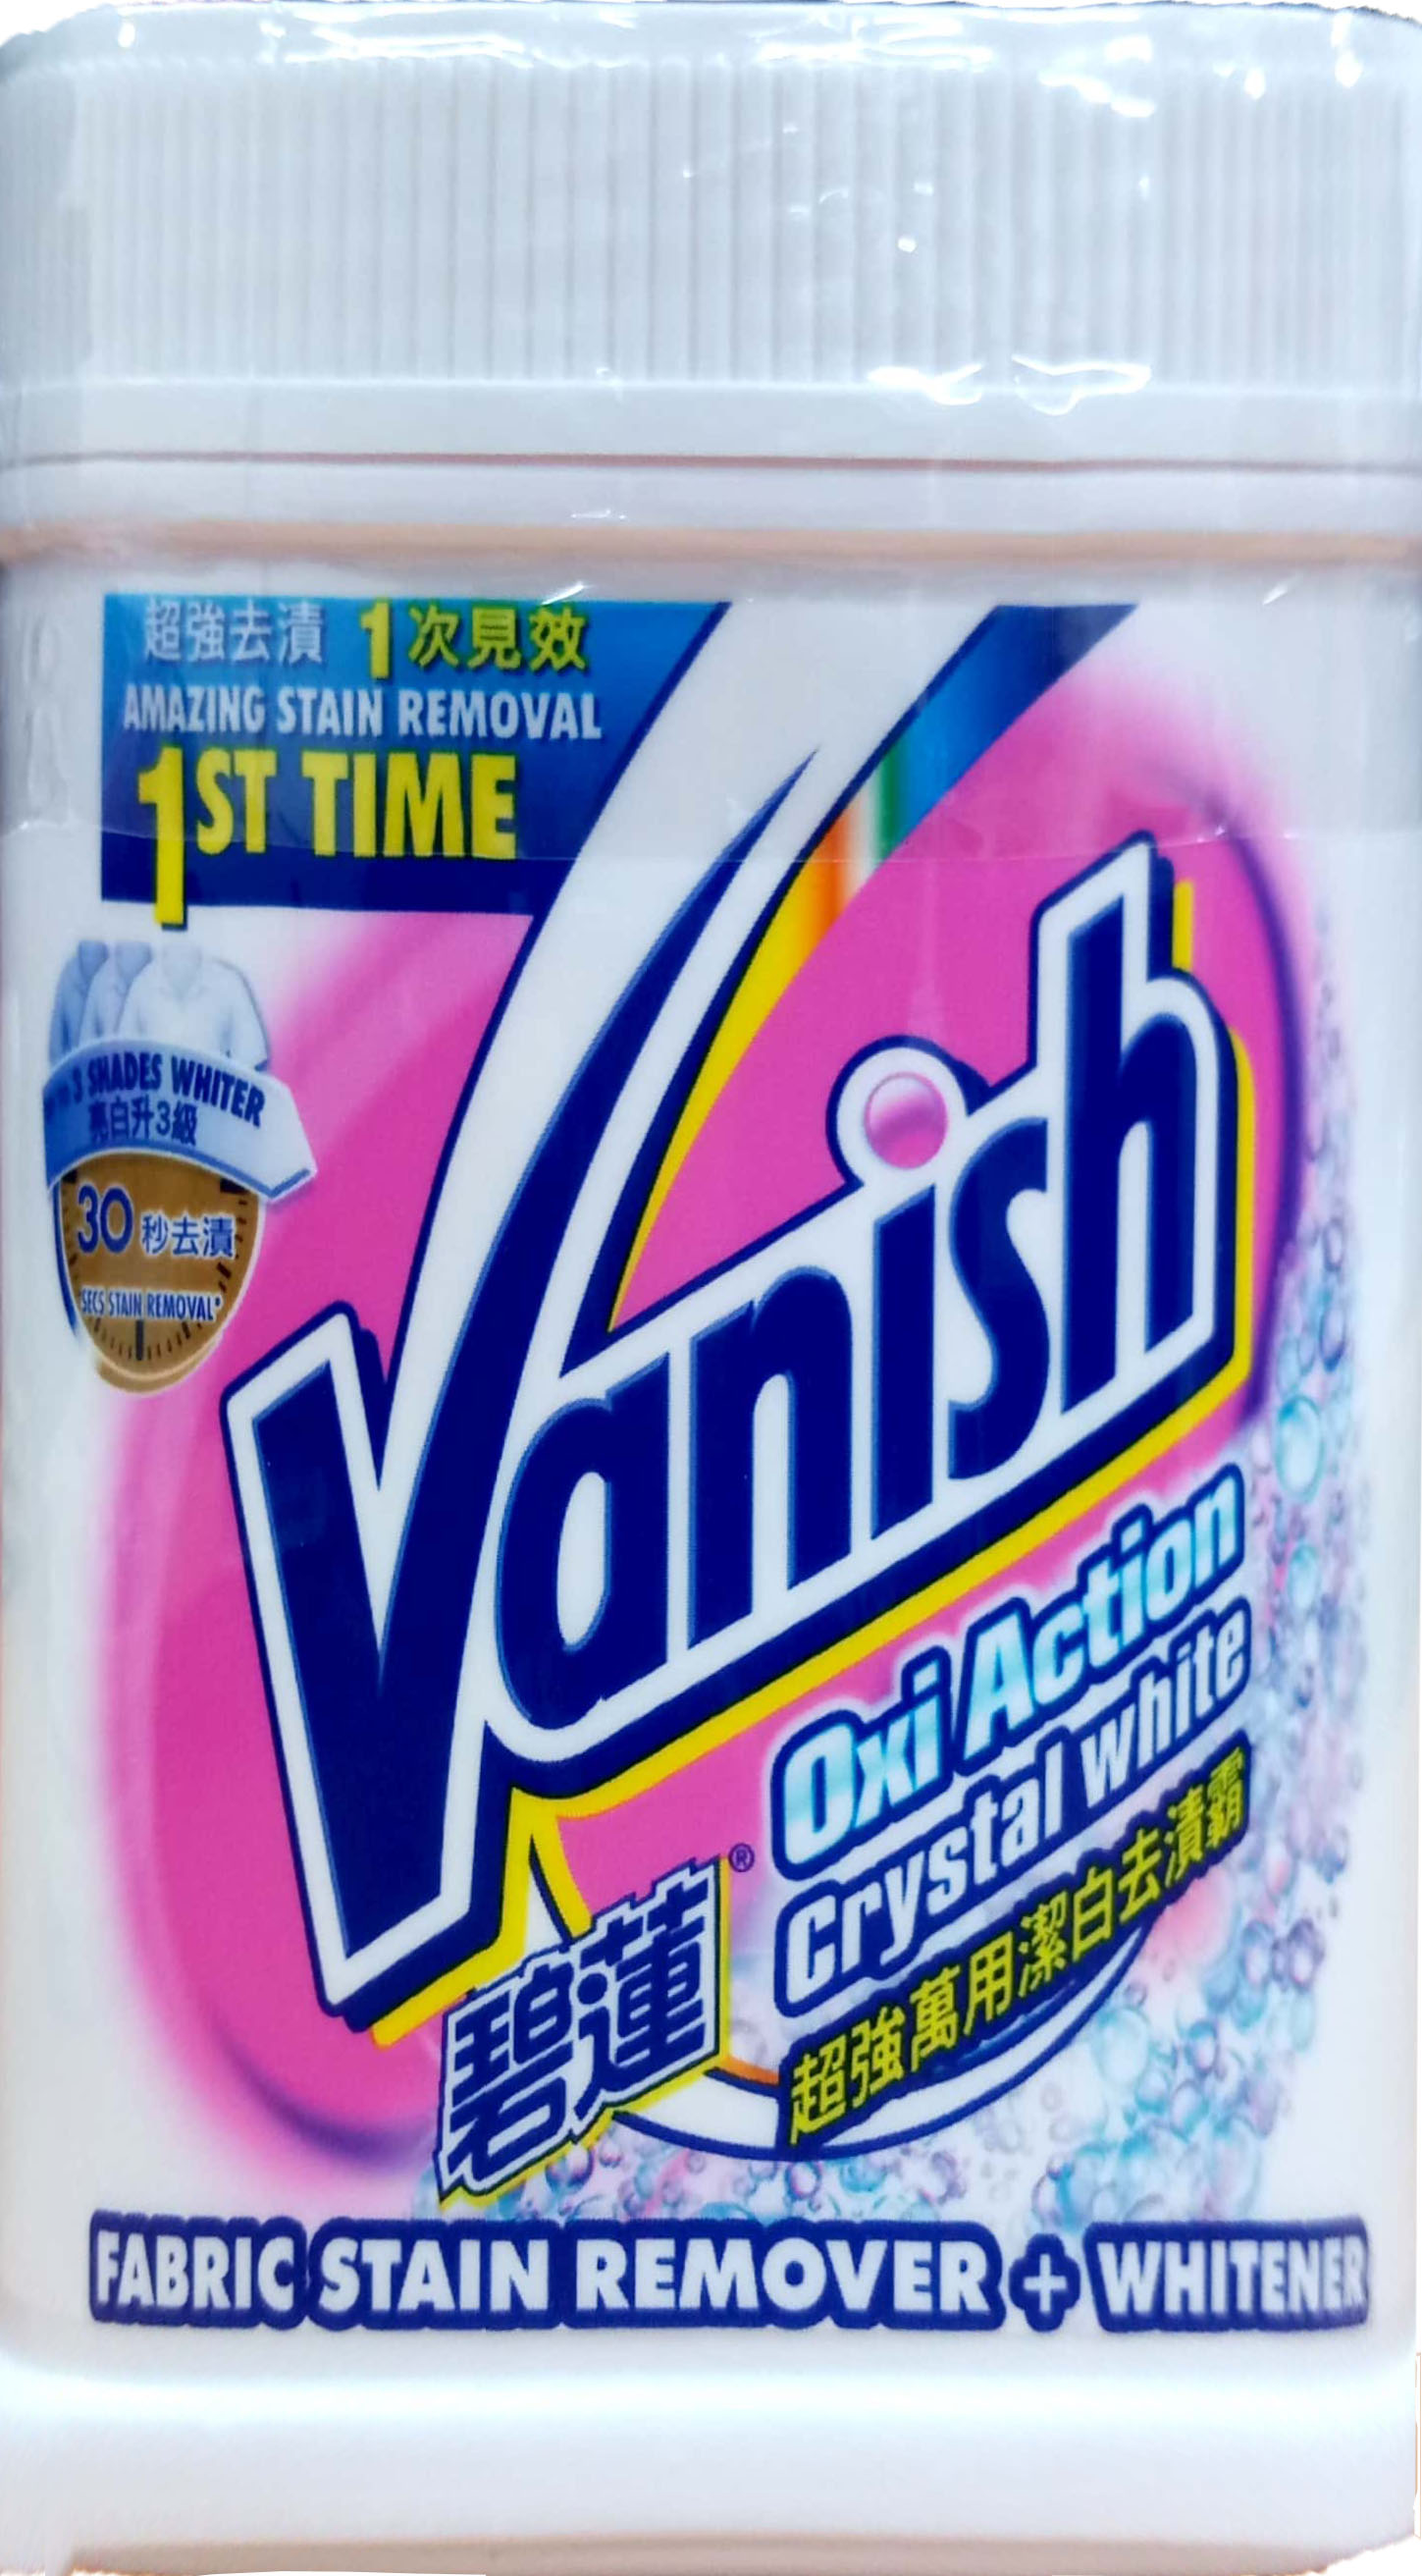 超強去漬 1次見效
AMAZING STAIN REMOVAL
1ST TIME
3 SHADES WHITER
亮白升3級
30秒去漬
SECS STAIN REMOVAL*
Vanish
Oxi Action
Crystal white
超強萬用潔白去漬霸
碧蓮®
FABRIC STAIN REMOVER + WHITENER